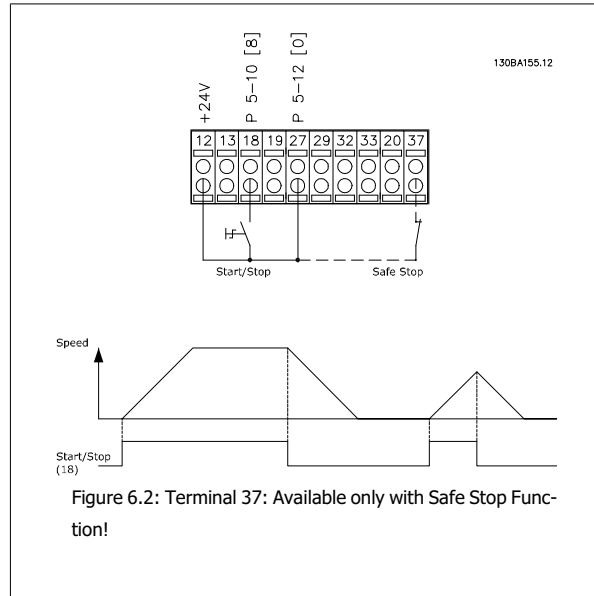 130BA155.12
+24V
P 5-10 [8]
P 5-12 [0]
12 13 18 19 27 29 32 33 20 37
Start/Stop
Safe Stop
Speed
Start/Stop
(18)
Figure 6.2: Terminal 37: Available only with Safe Stop Func-
tion!